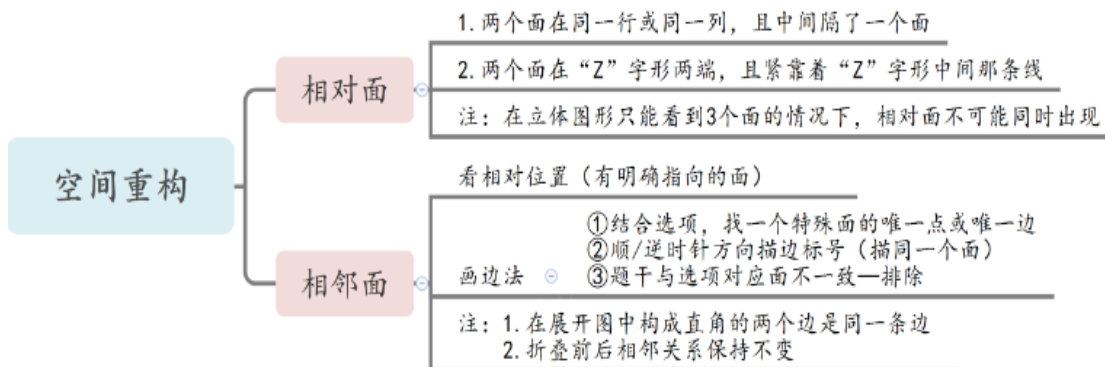 空间重构
相对面
1.两个面在同一行或同一列，且中间隔了一个面
2.两个面在“Z”字形两端，且紧靠着“Z”字形中间那条线
注：在立体图形只能看到3个面的情况下，相对面不可能同时出现
相邻面
看相对位置（有明确指向的面）
画边法
①结合选项，找一个特殊面的唯一点或唯一边
②顺/逆时针方向描边标号（描同一个面）
③题干与选项对应面不一致—排除
注：1.在展开图中构成直角的两个边是同一条边
2.折叠前后相邻关系保持不变